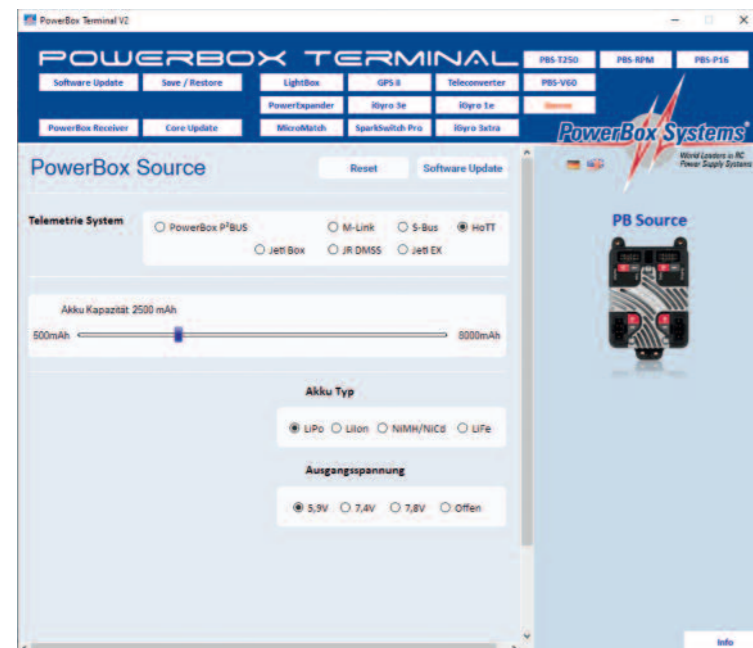 PowerBox Terminal V2
POWERBOX TERMINAL
PBS-T250 PBS-RPM PBS-P16
Software Update Save / Restore LightBox GPS II Teleconverter PBS-V60
PowerExpander iGyro 3e iGyro 1e Source
PowerBox Receiver Core Update MicroMatch SparkSwitch Pro iGyro 3xtra
PowerBox Systems
World Leaders in RC
Power Supply Systems
PowerBox Source Reset Software Update
PB Source
Telemetrie System PowerBox P²BUS M-Link S-Bus HoTT
Jeti Box JR DMSS Jeti EX
Akku Kapazität 2500 mAh
500mAh 8000mAh
Akku Typ
LiPo LiIon NiMH/NiCd LiFe
Ausgangsspannung
5,9V 7,4V 7,8V Offen
Info